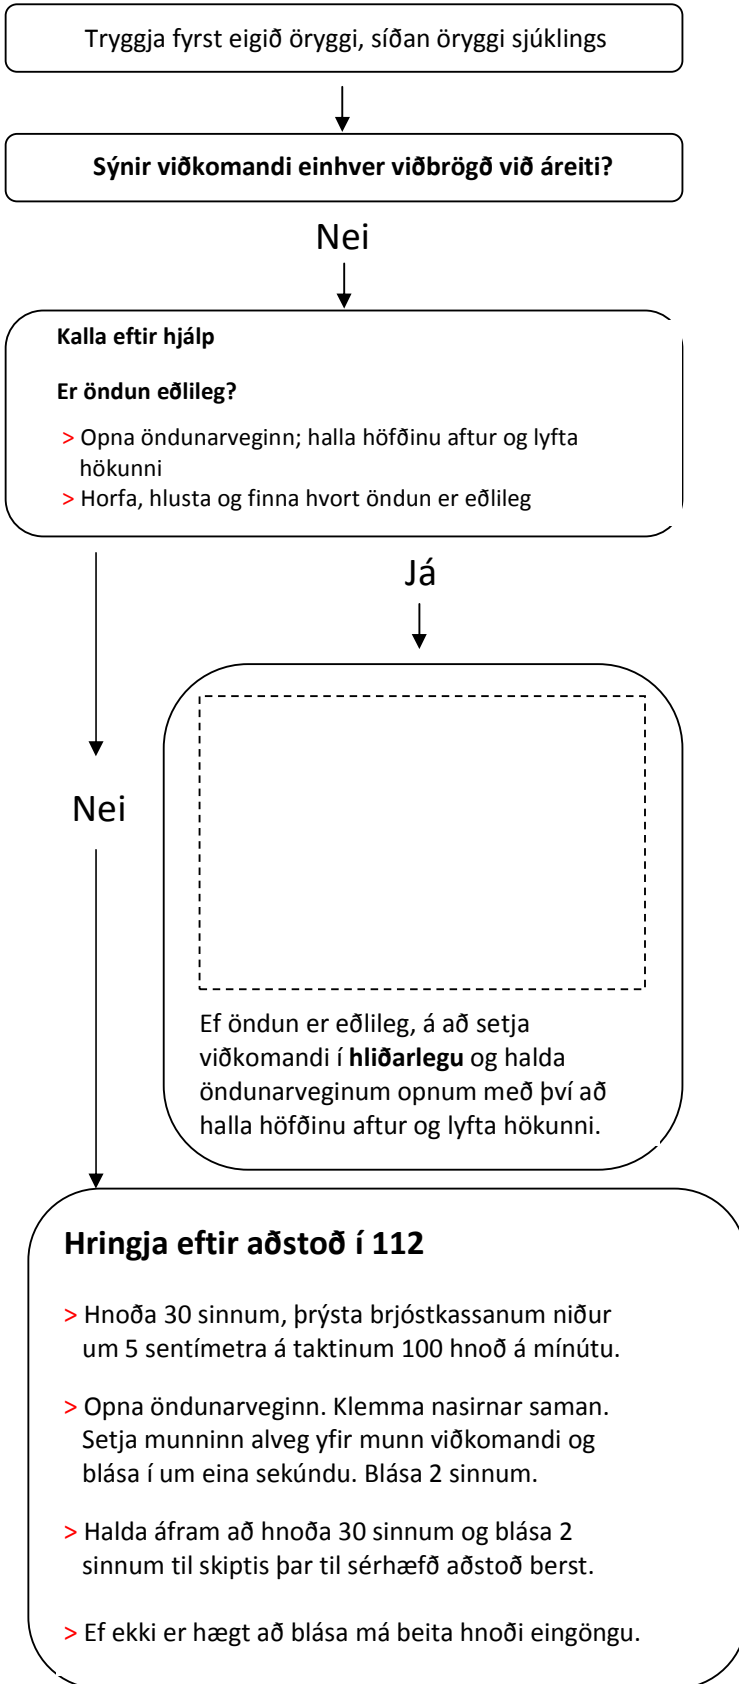 Tryggja fyrst eigið öryggi, síðan öryggi sjúklings
Sýnir viðkomandi einhver viðbrögð við áreiti?
Nei
Kalla eftir hjálp
Er öndun eðlileg?
> Opna öndunarveginn; halla höfðinu aftur og lyfta
hökunni
> Horfa, hlusta og finna hvort öndun er eðlileg
Já
Nei
Ef öndun er eðlileg, á að setja
viðkomandi í hliðarlegu og halda
öndunarveginum opnum með því að
halla höfðinu aftur og lyfta hökunni.
Hringja eftir aðstoð í 112
> Hnoða 30 sinnum, þrýsta brjóstkassanum niður
um 5 sentímetra á taktinum 100 hnoð á mínútu.
> Opna öndunarveginn. Klemma nasirnar saman.
Setja munninn alveg yfir munn viðkomandi og
blása í um eina sekúndu. Blása 2 sinnum.
> Halda áfram að hnoða 30 sinnum og blása 2
sinnum til skiptis þar til sérhæfð aðstoð berst.
> Ef ekki er hægt að blása má beita hnoði eingöngu.